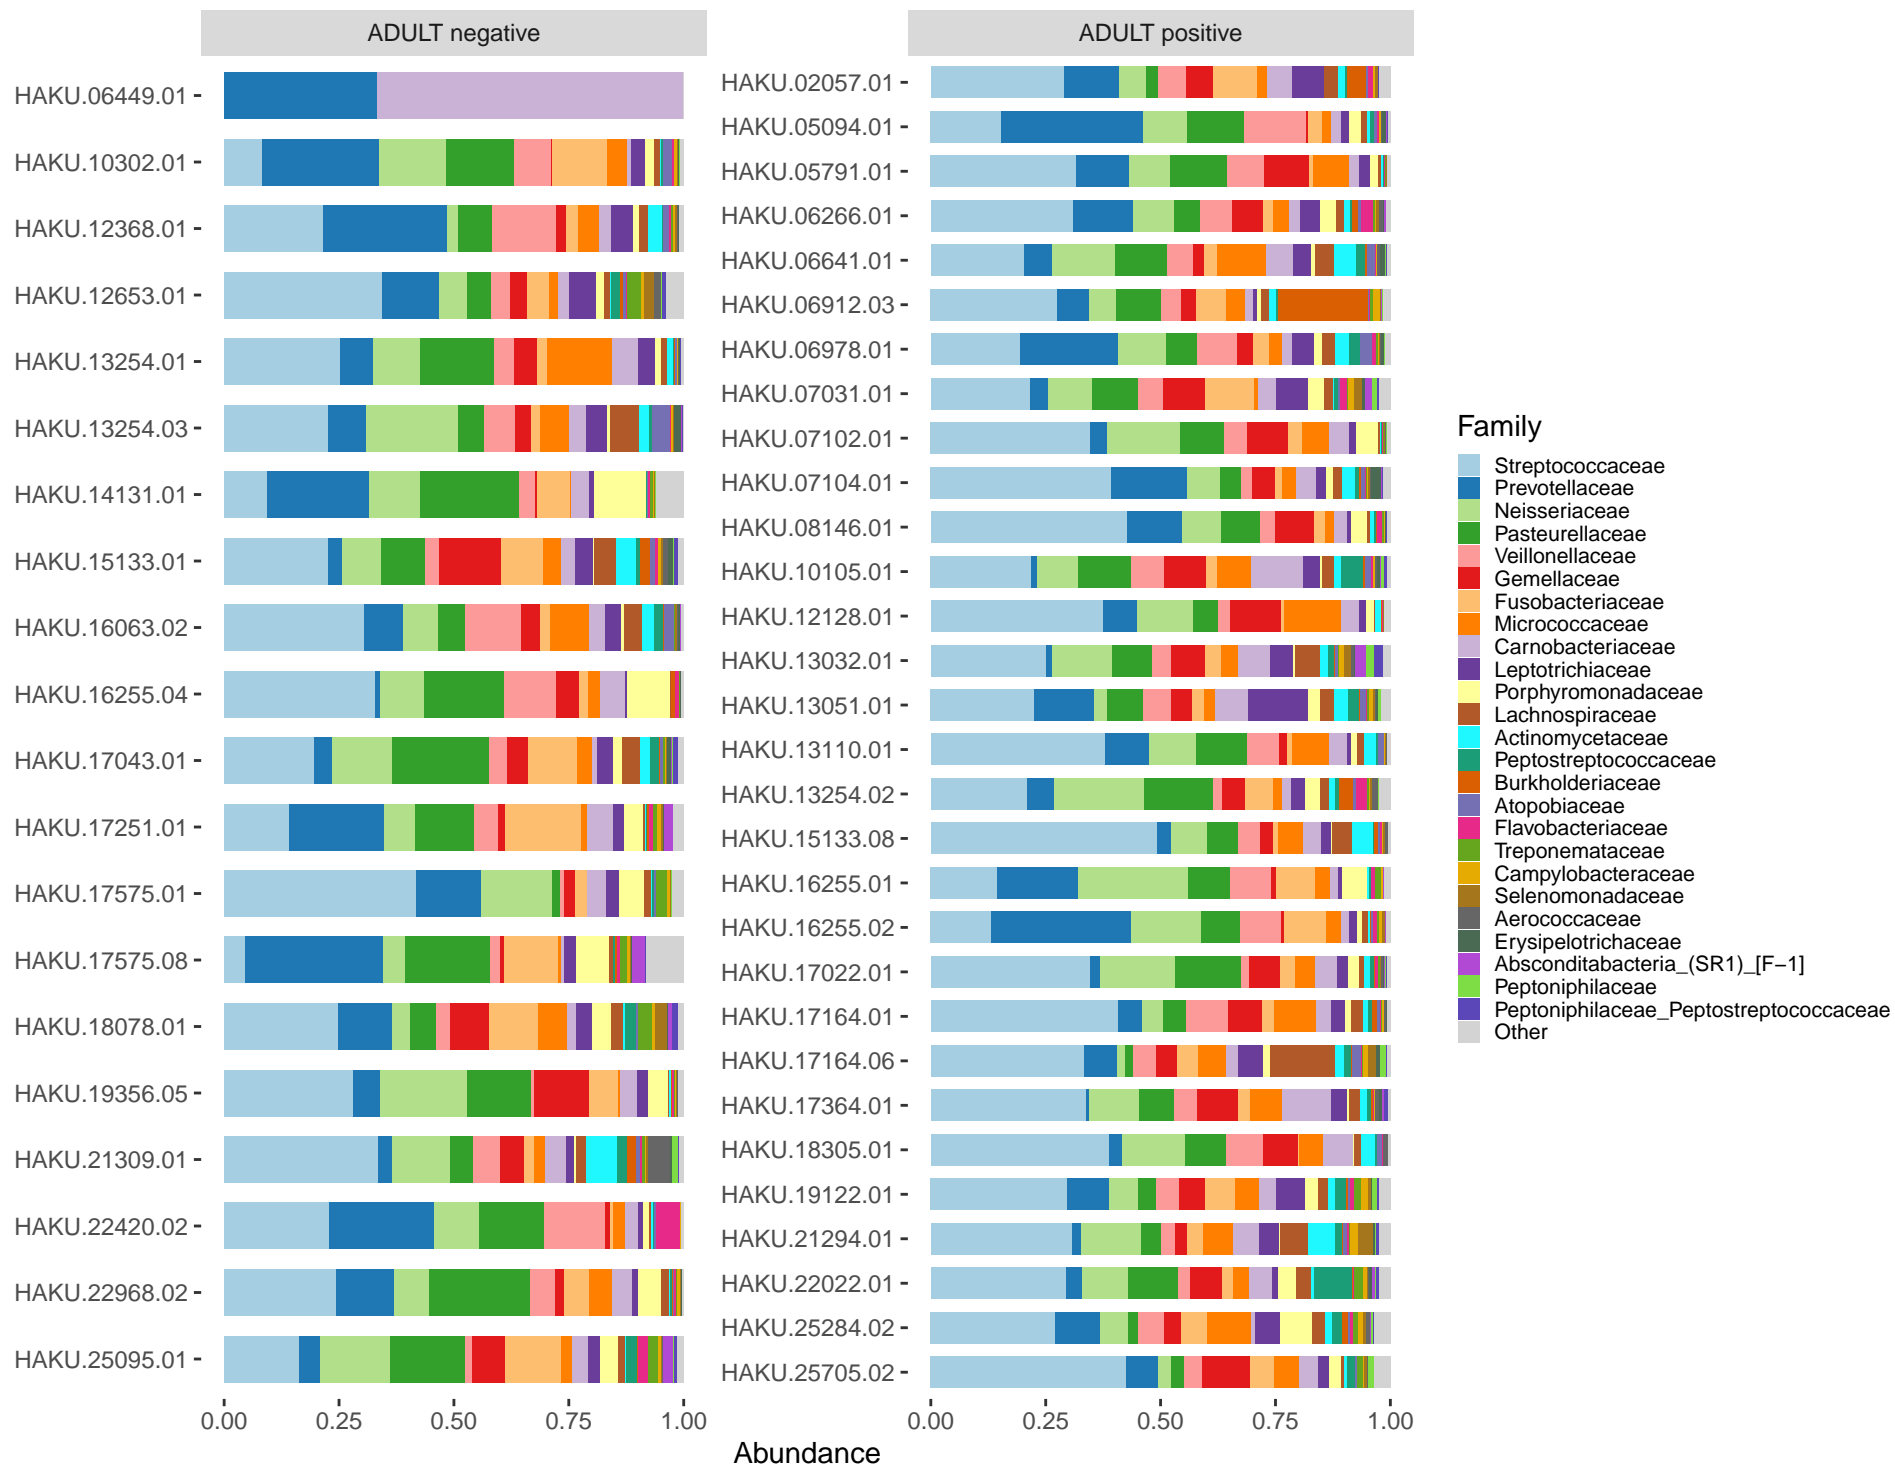 ADULT negative
HAKU.06449.01
HAKU.10302.01
HAKU.12368.01
HAKU.12653.01
HAKU.13254.01
HAKU.13254.03
HAKU.14131.01
HAKU.15133.01
HAKU.16063.02
HAKU.16255.04
HAKU.17043.01
HAKU.17251.01
HAKU.17575.01
HAKU.17575.08
HAKU.18078.01
HAKU.19356.05
HAKU.21309.01
HAKU.22420.02
HAKU.22968.02
HAKU.25095.01
0.00 0.25 0.50 0.75 1.00
ADULT positive
HAKU.02057.01
HAKU.05094.01
HAKU.05791.01
HAKU.06266.01
HAKU.06641.01
HAKU.06912.03
HAKU.06978.01
HAKU.07031.01
HAKU.07102.01
HAKU.07104.01
HAKU.08146.01
HAKU.10105.01
HAKU.12128.01
HAKU.13032.01
HAKU.13051.01
HAKU.13110.01
HAKU.13254.02
HAKU.15133.08
HAKU.16255.01
HAKU.16255.02
HAKU.17022.01
HAKU.17164.01
HAKU.17164.06
HAKU.17364.01
HAKU.18305.01
HAKU.19122.01
HAKU.21294.01
HAKU.22022.01
HAKU.25284.02
HAKU.25705.02
0.00 0.25 0.50 0.75 1.00
Abundance
Family
Streptococcaceae
Prevotellaceae
Neisseriaceae
Pasteurellaceae
Veillonellaceae
Gemellaceae
Fusobacteriaceae
Micrococcaceae
Carnobacteriaceae
Leptotrichiaceae
Porphyromonadaceae
Lachnospiraceae
Actinomycetaceae
Peptostreptococcaceae
Burkholderiaceae
Atopobiaceae
Flavobacteriaceae
Treponemataceae
Campylobacteraceae
Selenomonadaceae
Aerococcaceae
Erysipelotrichaceae
Absconditabacteria_(SR1)_[F−1]
Peptoniphilaceae
Peptoniphilaceae_Peptostreptococcaceae
Other